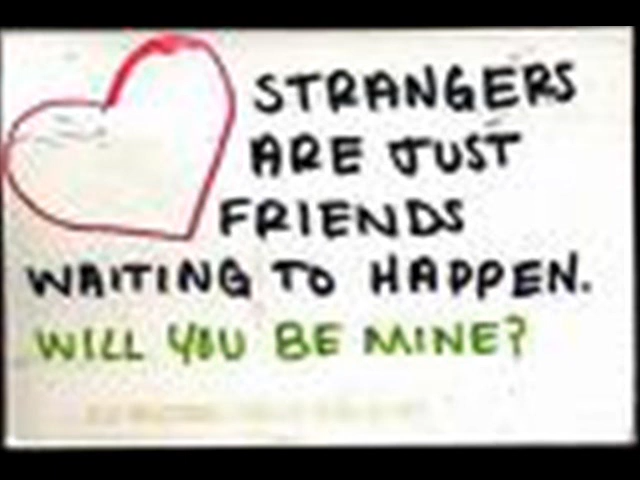 STRANGERS
ARE JUST
FRIENDS
WAITING TO HAPPEN.
WILL YOU BE MINE?